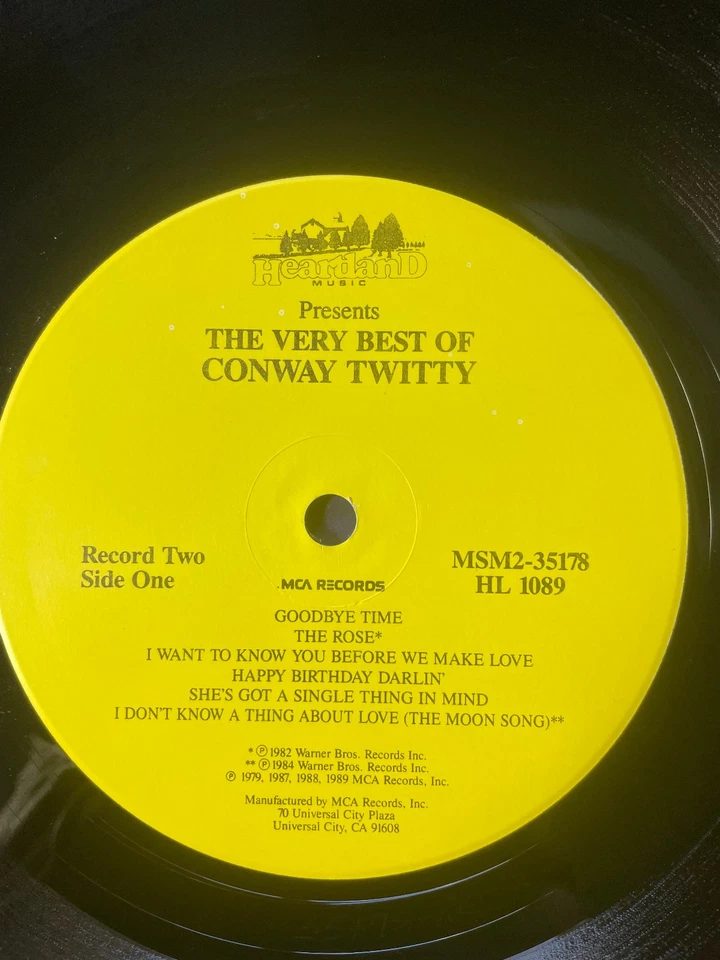 HeartlanD
MUSIC
Presents
THE VERY BEST OF
CONWAY TWITTY
Record Two
Side One
MSM2-35178
HL 1089
MCA RECORDS
GOODBYE TIME
THE ROSE*
I WANT TO KNOW YOU BEFORE WE MAKE LOVE
HAPPY BIRTHDAY DARLIN'
SHE'S GOT A SINGLE THING IN MIND
I DON'T KNOW A THING ABOUT LOVE (THE MOON SONG)**
* Ⓟ 1982 Warner Bros. Records Inc.
** Ⓟ 1984 Warner Bros. Records Inc.
Ⓟ 1979, 1987, 1988, 1989 MCA Records, Inc.
Manufactured by MCA Records, Inc.
70 Universal City Plaza
Universal City, CA 91608